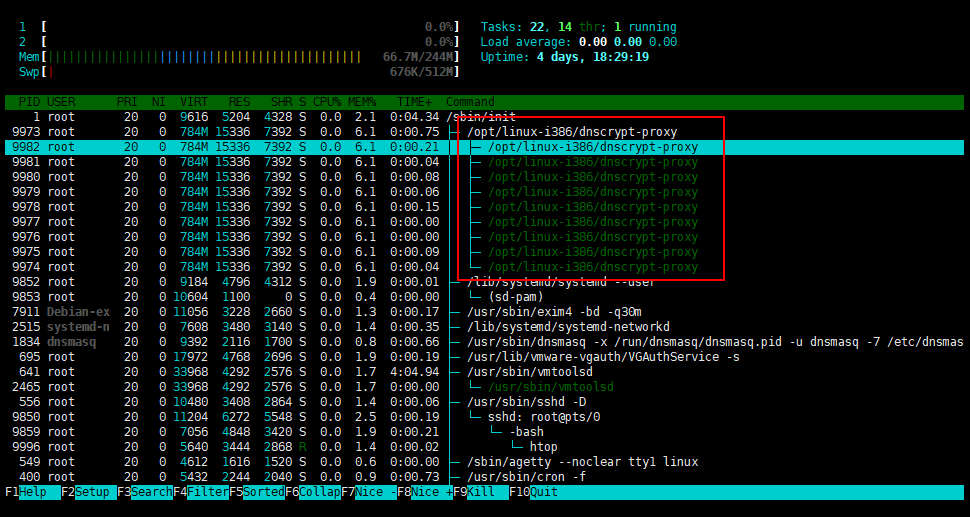 1 [ 0.0%] Tasks: 22, 14 thr; 1 running
2 [ 0.0%] Load average: 0.00 0.00 0.00
Mem[||||||||||||||||||||||||||||||||||||||||||||| 66.7M/244M] Uptime: 4 days, 18:29:19
Swp[| 676K/512M]
PID USER PRI NI VIRT RES SHR S CPU% MEM% TIME+ Command
1 root 20 0 9616 5204 4328 S 0.0 2.1 0:04.34 /sbin/init
9973 root 20 0 784M 15336 7392 S 0.0 6.1 0:00.75 ├─ /opt/linux-i386/dnscrypt-proxy
9982 root 20 0 784M 15336 7392 S 0.0 6.1 0:00.21 │ ├─ /opt/linux-i386/dnscrypt-proxy
9981 root 20 0 784M 15336 7392 S 0.0 6.1 0:00.04 │ ├─ /opt/linux-i386/dnscrypt-proxy
9980 root 20 0 784M 15336 7392 S 0.0 6.1 0:00.08 │ ├─ /opt/linux-i386/dnscrypt-proxy
9979 root 20 0 784M 15336 7392 S 0.0 6.1 0:00.06 │ ├─ /opt/linux-i386/dnscrypt-proxy
9978 root 20 0 784M 15336 7392 S 0.0 6.1 0:00.15 │ ├─ /opt/linux-i386/dnscrypt-proxy
9977 root 20 0 784M 15336 7392 S 0.0 6.1 0:00.00 │ ├─ /opt/linux-i386/dnscrypt-proxy
9976 root 20 0 784M 15336 7392 S 0.0 6.1 0:00.00 │ ├─ /opt/linux-i386/dnscrypt-proxy
9975 root 20 0 784M 15336 7392 S 0.0 6.1 0:00.09 │ ├─ /opt/linux-i386/dnscrypt-proxy
9974 root 20 0 784M 15336 7392 S 0.0 6.1 0:00.04 │ └─ /opt/linux-i386/dnscrypt-proxy
9852 root 20 0 9184 4796 4312 S 0.0 1.9 0:00.01 ├─ /lib/systemd/systemd --user
9853 root 20 0 10604 1100 0 S 0.0 0.4 0:00.00 │ └─ (sd-pam)
7911 Debian-ex 20 0 11056 3228 2660 S 0.0 1.3 0:00.17 ├─ /usr/sbin/exim4 -bd -q30m
2515 systemd-n 20 0 7608 3480 3140 S 0.0 1.4 0:00.35 ├─ /lib/systemd/systemd-networkd
1834 dnsmasq 20 0 9392 2116 1700 S 0.0 0.8 0:00.66 ├─ /usr/sbin/dnsmasq -x /run/dnsmasq/dnsmasq.pid -u dnsmasq -7 /etc/dnsmas
695 root 20 0 17972 4768 2696 S 0.0 1.9 0:00.19 ├─ /usr/lib/vmware-vgauth/VGAuthService -s
641 root 20 0 33968 4292 2576 S 0.0 1.7 4:04.94 ├─ /usr/sbin/vmtoolsd
2465 root 20 0 33968 4292 2576 S 0.0 1.7 0:00.00 │ └─ /usr/sbin/vmtoolsd
556 root 20 0 10480 3408 2864 S 0.0 1.4 0:00.06 ├─ /usr/sbin/sshd -D
9850 root 20 0 11204 6272 5548 S 0.0 2.5 0:00.19 │ └─ sshd: root@pts/0
9859 root 20 0 7056 4848 3420 S 0.0 1.9 0:00.21 │ └─ -bash
9996 root 20 0 5640 3444 2868 R 0.0 1.4 0:00.02 │ └─ htop
549 root 20 0 4612 1616 1520 S 0.0 0.6 0:00.00 ├─ /sbin/agetty --noclear tty1 linux
400 root 20 0 5432 2244 2040 S 0.0 0.9 0:00.73 ├─ /usr/sbin/cron -f
F1Help F2Setup F3SearchF4FilterF5SortedF6CollapF7Nice -F8Nice +F9Kill F10Quit